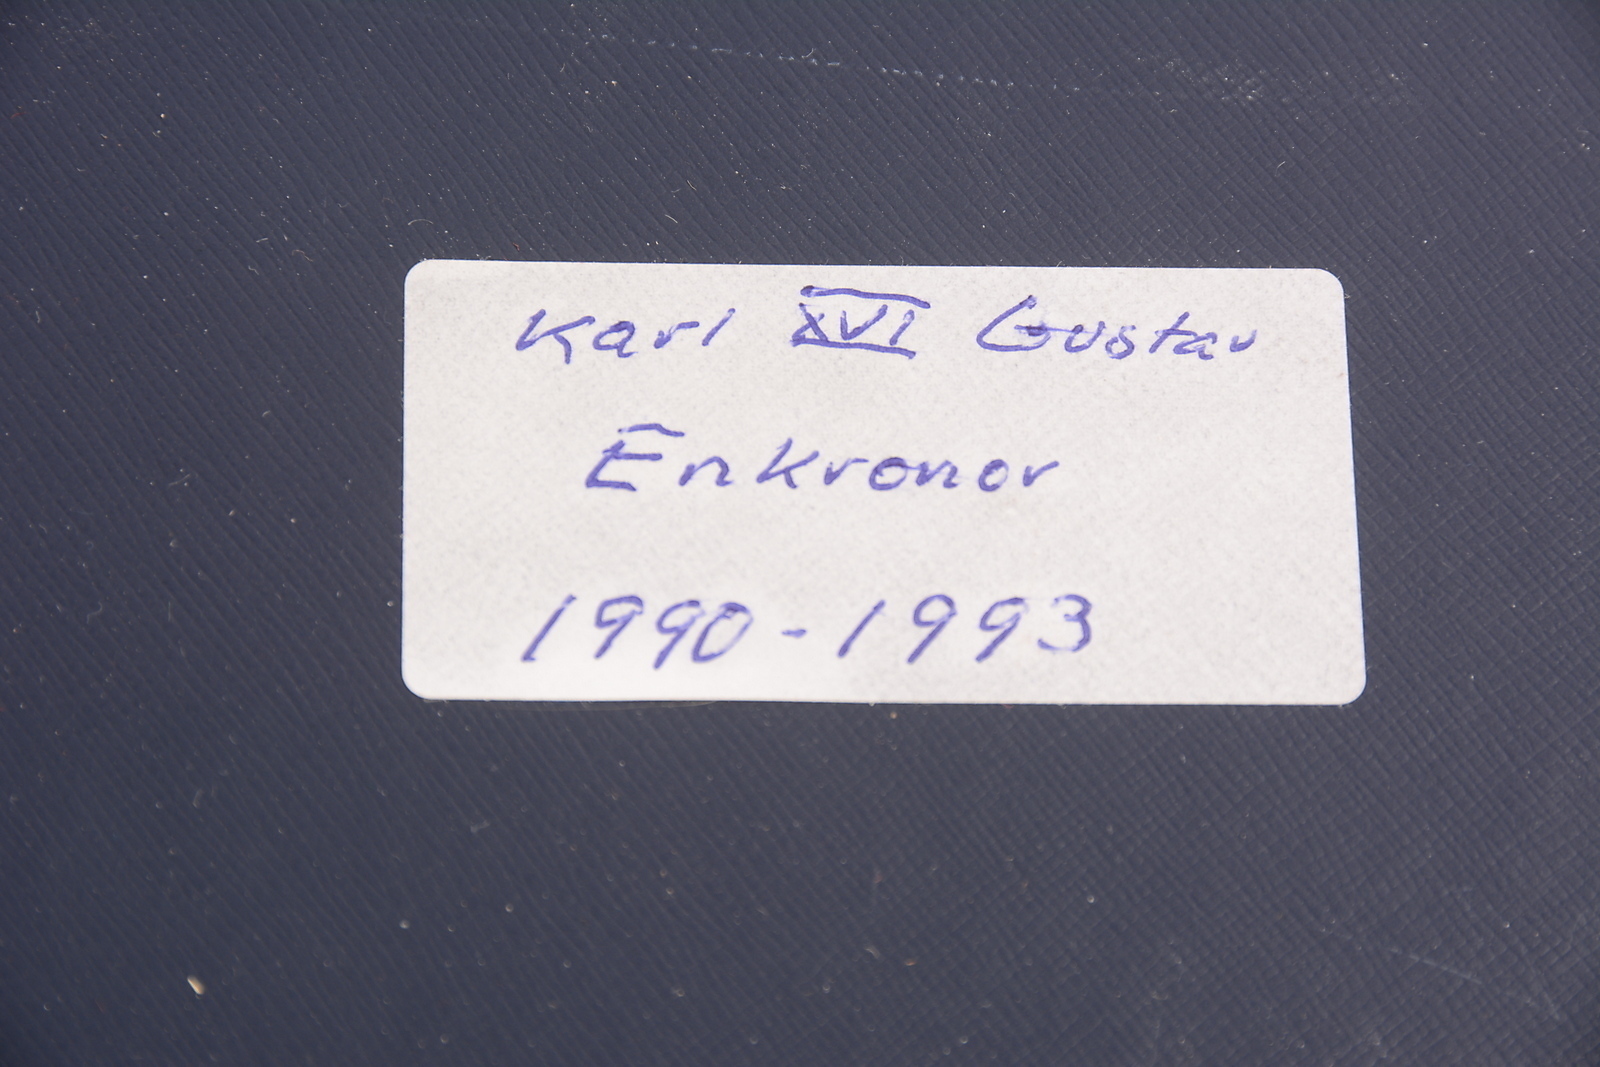 Karl XVI Gustav
Enkronor
1990-1993